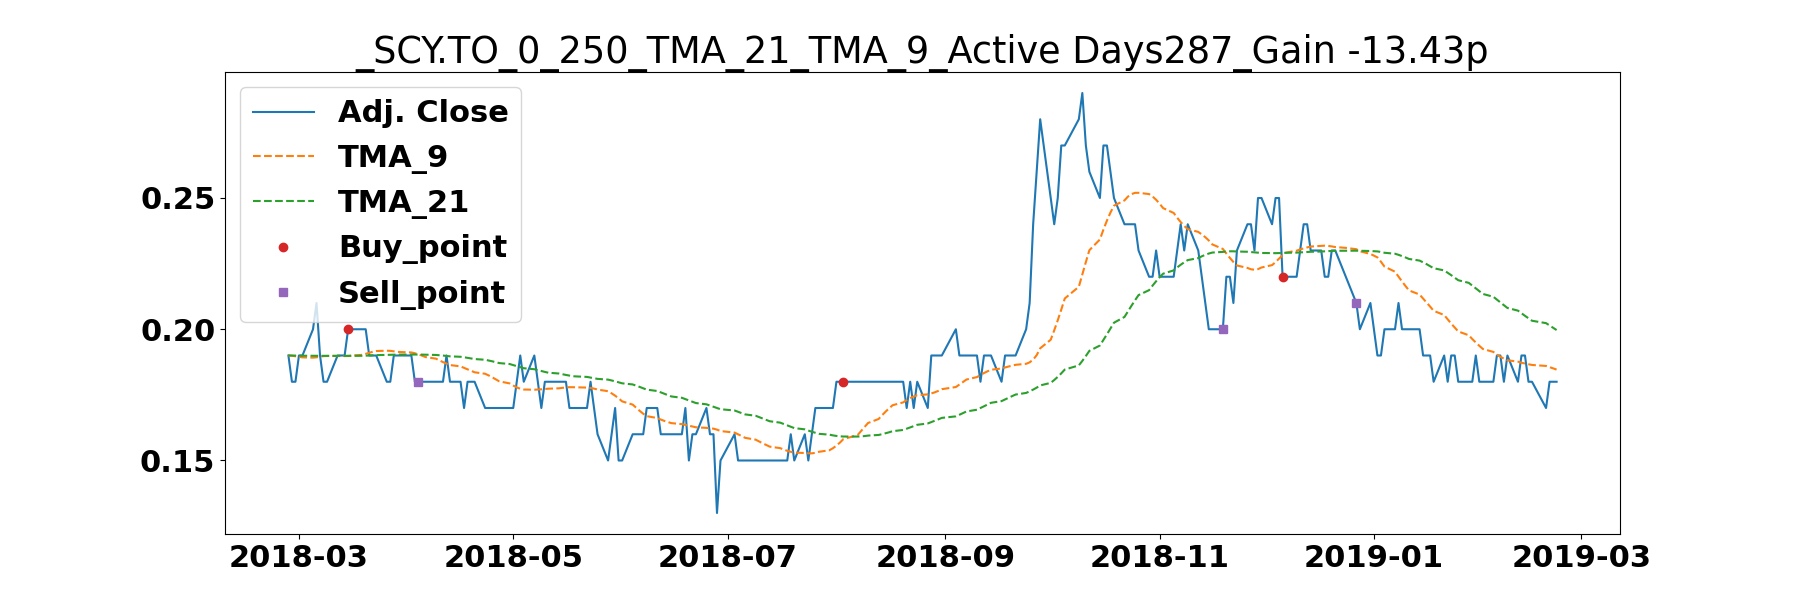 _SCY.TO_0_250_TMA_21_TMA_9_Active Days287_Gain -13.43p
Adj. Close
TMA_9
TMA_21
Buy_point
Sell_point
0.25
0.20
0.15
2018-03 2018-05 2018-07 2018-09 2018-11 2019-01 2019-03